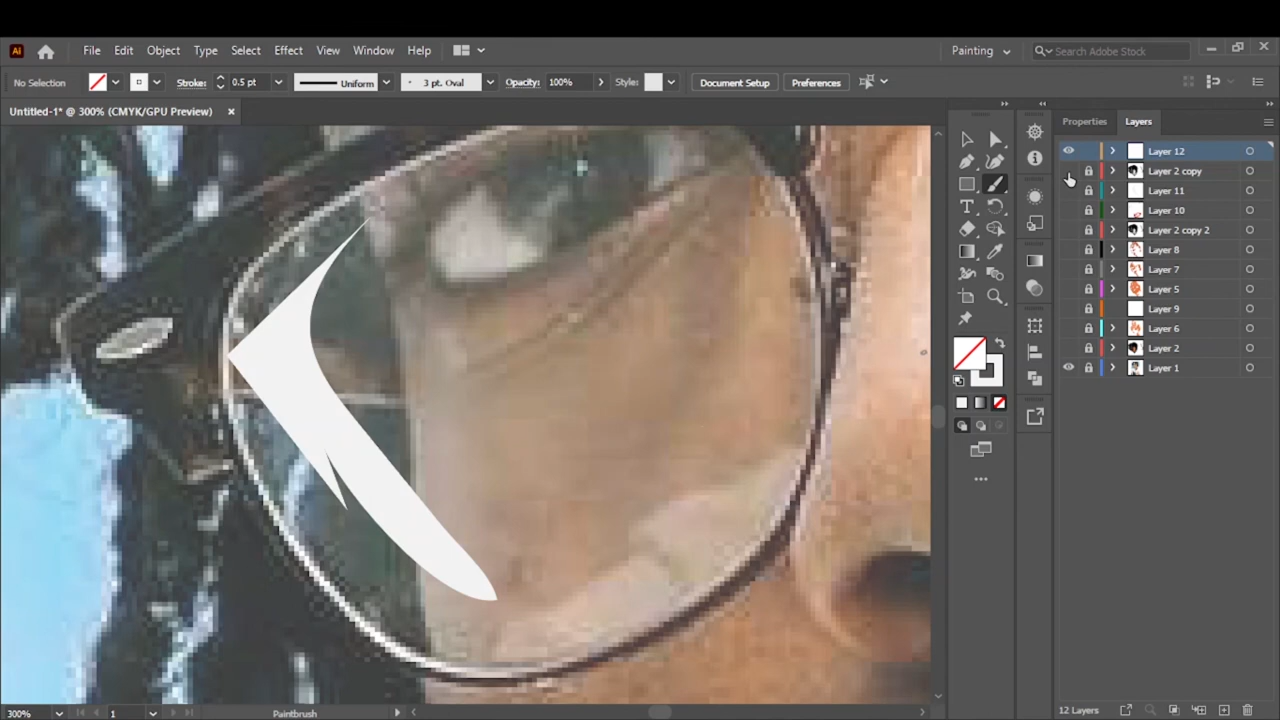 Ai File Edit Object Type Select Effect View Window Help Painting Search Adobe Stock
No Selection Stroke: 0.5 pt Uniform 3 pt. Oval Opacity: 100% Style: Document Setup Preferences
Untitled-1* @ 300% (CMYK/GPU Preview)
Properties Layers
Layer 12
Layer 2 copy
Layer 11
Layer 10
Layer 2 copy 2
Layer 8
Layer 7
Layer 5
Layer 9
Layer 6
Layer 2
Layer 1
300% 1 Paintbrush 12 Layers